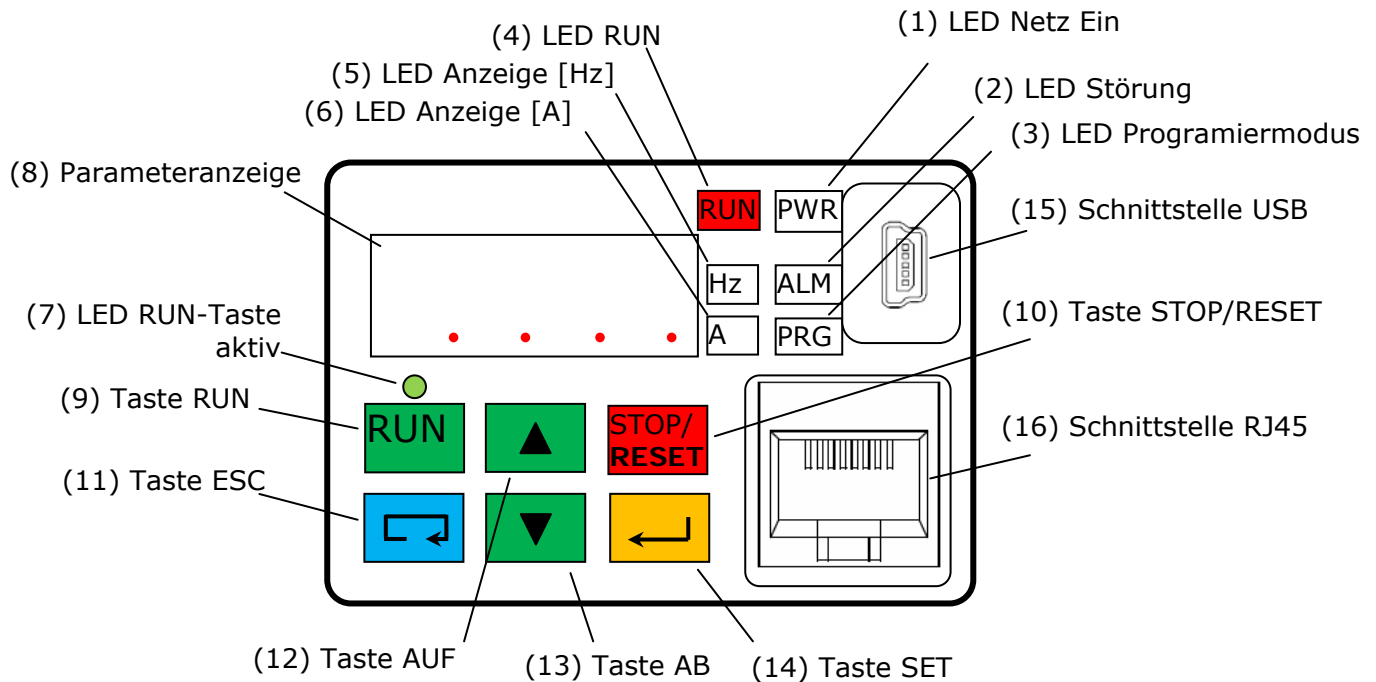 (1) LED Netz Ein
(4) LED RUN
(5) LED Anzeige [Hz]
(2) LED Störung
(6) LED Anzeige [A]
(3) LED Programiermodus
(8) Parameteranzeige
RUN PWR
(15) Schnittstelle USB
Hz ALM
(7) LED RUN-Taste
aktiv
(10) Taste STOP/RESET
A PRG
(9) Taste RUN
RUN
STOP/
RESET
(16) Schnittstelle RJ45
(11) Taste ESC
(12) Taste AUF
(13) Taste AB
(14) Taste SET